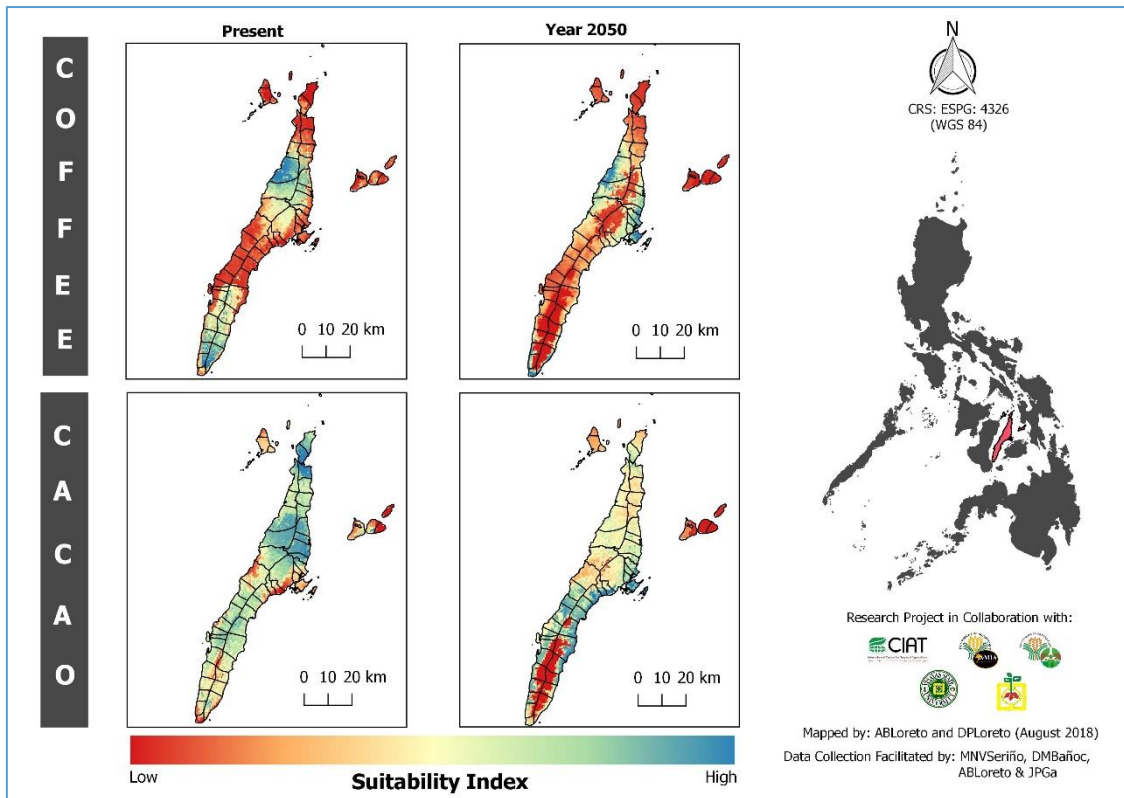 Present
Year 2050
N
CRS: ESPG: 4326
(WGS 84)
COFFEE
0 10 20 km
0 10 20 km
CACAO
0 10 20 km
0 10 20 km
Low
High
Suitability Index
Research Project in Collaboration with:
CIAT
Mapped by: ABLoreto and DPLoreto (August 2018)
Data Collection Facilitated by: MNVSeriño, DMBañoc,
ABLoreto & JPGa